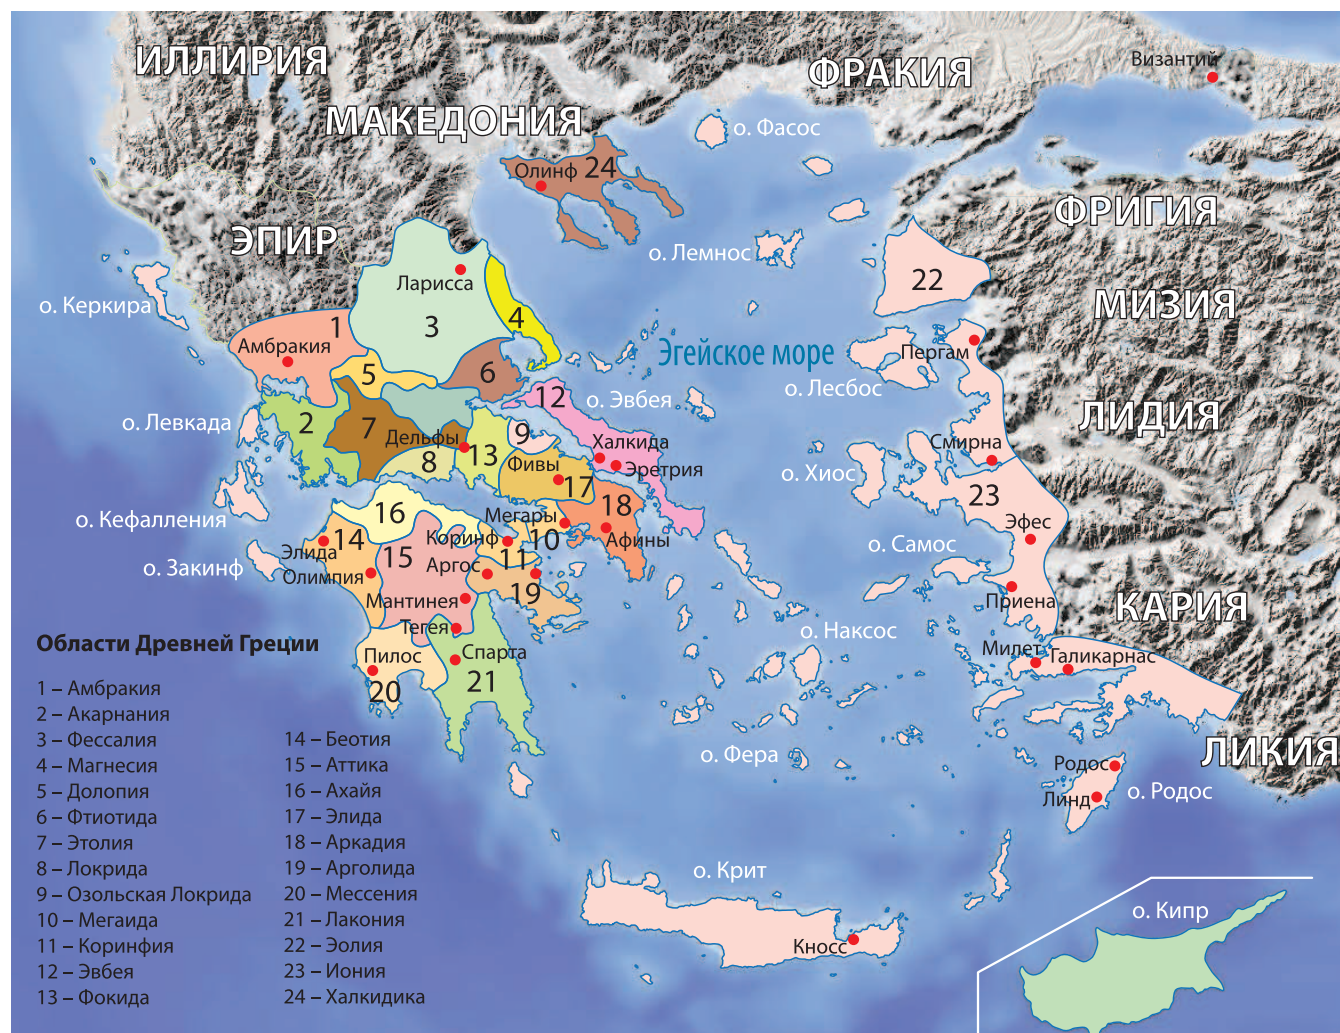 ИЛЛИРИЯ
МАКЕДОНИЯ
ФРАКИЯ
Византий
о. Фасос
Олинф
24
ЭПИР
ФРИГИЯ
о. Лемнос
22
МИЗИЯ
о. Керкира
Ларисса
3
4
1
Амбракия
Эгейское море
Пергам
5
6
о. Лесбос
12
о. Эвбея
ЛИДИЯ
о. Левкада
2
7
Дельфы
9
Халкида
Смирна
8
13
Фивы
Эретрия
о. Хиос
17
18
23
о. Кефалления
16
Мегары
Эфес
Элида
14
Коринф
10
Афины
о. Самос
15
11
о. Закинф
Олимпия
Аргос
19
Мантинея
Приена
КАРИЯ
Тегея
о. Наксос
Пилос
Спарта
Милет
Галикарнас
20
21
о. Фера
ЛИКИЯ
Родос
Линд
о. Родос
о. Крит
Кносс
о. Кипр
Области Древней Греции
1 – Амбракия
2 – Акарнания
3 – Фессалия
4 – Магнесия
5 – Долопия
6 – Фтиотида
7 – Этолия
8 – Локрида
9 – Озольская Локрида
10 – Мегаида
11 – Коринфия
12 – Эвбея
13 – Фокида
14 – Беотия
15 – Аттика
16 – Ахайя
17 – Элида
18 – Аркадия
19 – Арголида
20 – Мессения
21 – Лакония
22 – Эолия
23 – Иония
24 – Халкидика